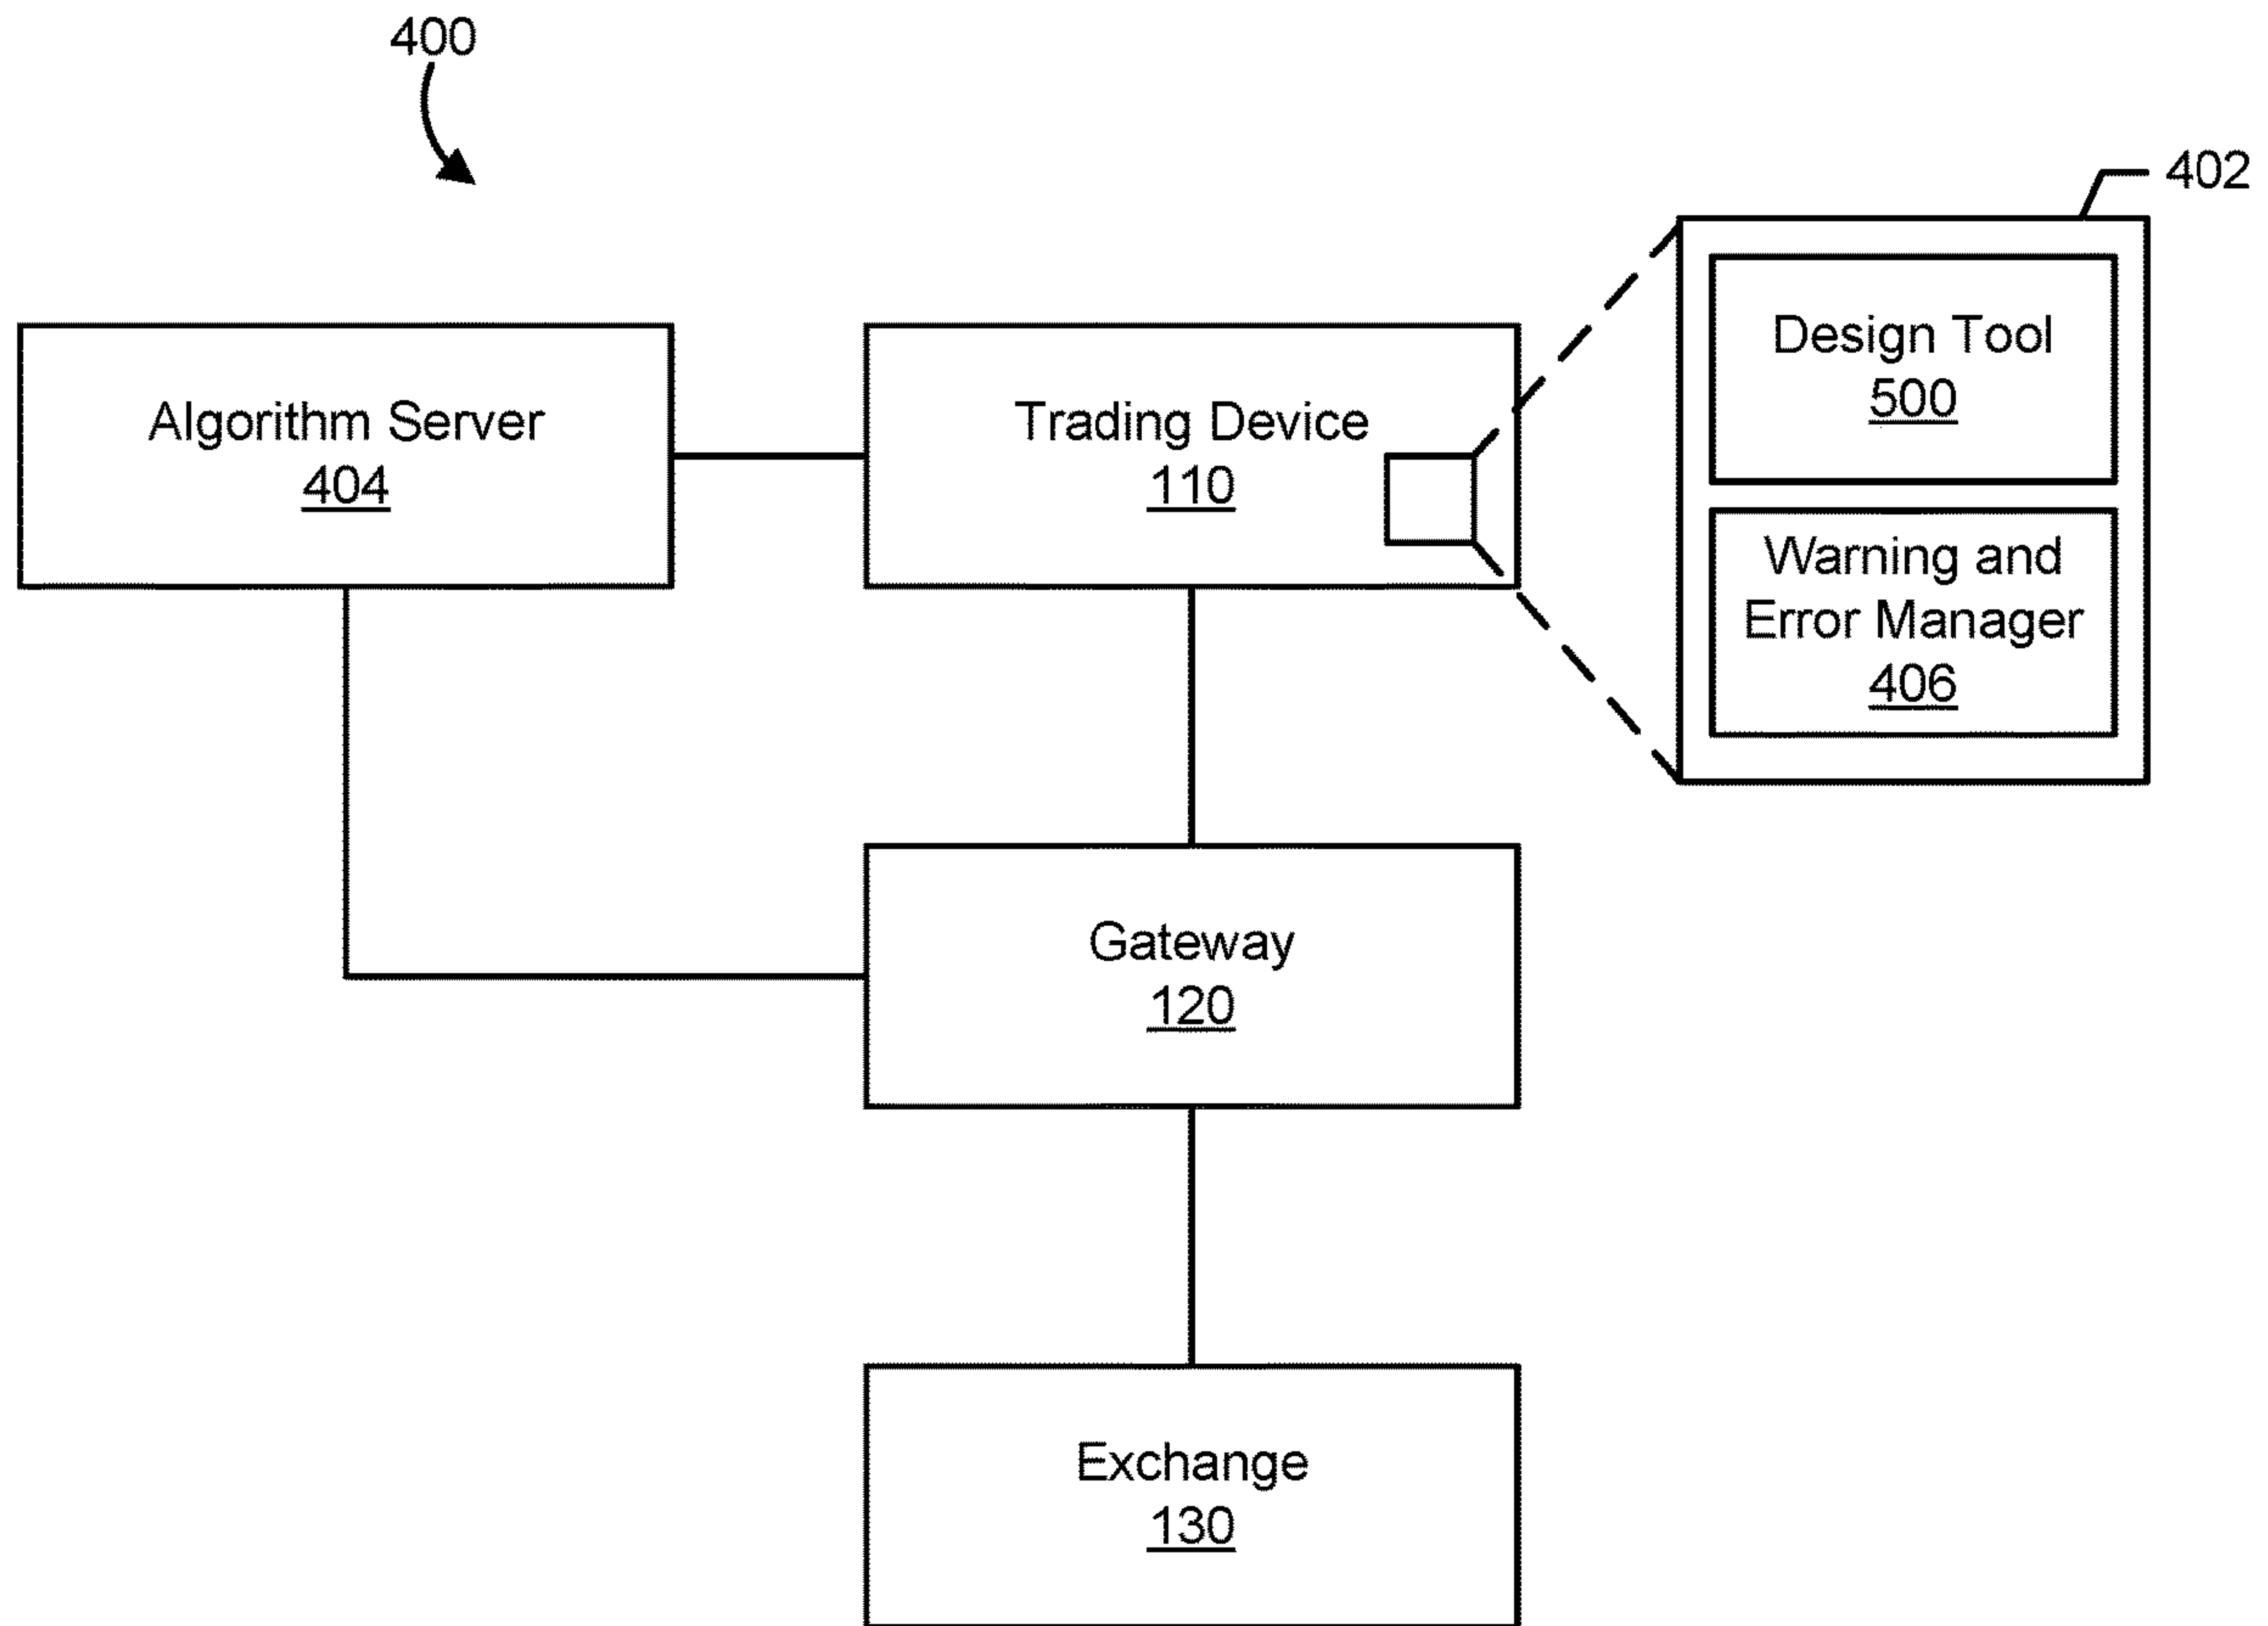 400
402
Design Tool
500
Algorithm Server
404
Trading Device
110
Warning and
Error Manager
406
Gateway
120
Exchange
130